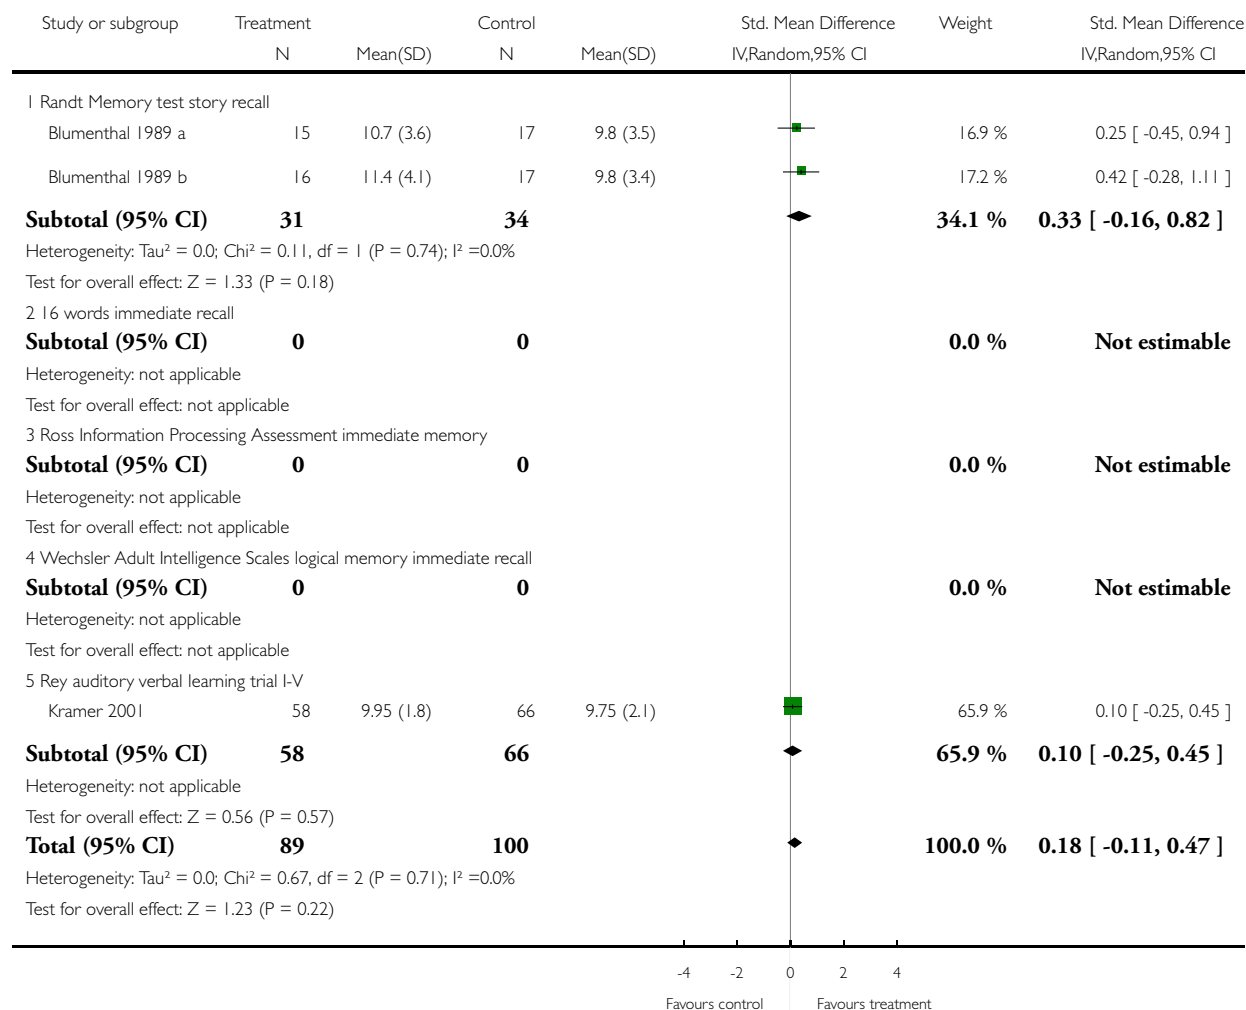 Study or subgroup Treatment Control Std. Mean Difference Weight Std. Mean Difference
N Mean(SD) N Mean(SD) IV,Random,95% CI IV,Random,95% CI
1 Randt Memory test story recall
Blumenthal 1989 a 15 10.7 (3.6) 17 9.8 (3.5) 16.9 % 0.25 [ -0.45, 0.94 ]
Blumenthal 1989 b 16 11.4 (4.1) 17 9.8 (3.4) 17.2 % 0.42 [ -0.28, 1.11 ]
Subtotal (95% CI) 31 34 34.1 % 0.33 [ -0.16, 0.82 ]
Heterogeneity: Tau² = 0.0; Chi² = 0.11, df = 1 (P = 0.74); I² =0.0%
Test for overall effect: Z = 1.33 (P = 0.18)
2 16 words immediate recall
Subtotal (95% CI) 0 0 0.0 % Not estimable
Heterogeneity: not applicable
Test for overall effect: not applicable
3 Ross Information Processing Assessment immediate memory
Subtotal (95% CI) 0 0 0.0 % Not estimable
Heterogeneity: not applicable
Test for overall effect: not applicable
4 Wechsler Adult Intelligence Scales logical memory immediate recall
Subtotal (95% CI) 0 0 0.0 % Not estimable
Heterogeneity: not applicable
Test for overall effect: not applicable
5 Rey auditory verbal learning trial I-V
Kramer 2001 58 9.95 (1.8) 66 9.75 (2.1) 65.9 % 0.10 [ -0.25, 0.45 ]
Subtotal (95% CI) 58 66 65.9 % 0.10 [ -0.25, 0.45 ]
Heterogeneity: not applicable
Test for overall effect: Z = 0.56 (P = 0.57)
Total (95% CI) 89 100 100.0 % 0.18 [ -0.11, 0.47 ]
Heterogeneity: Tau² = 0.0; Chi² = 0.67, df = 2 (P = 0.71); I² =0.0%
Test for overall effect: Z = 1.23 (P = 0.22)
-4 -2 0 2 4
Favours control Favours treatment